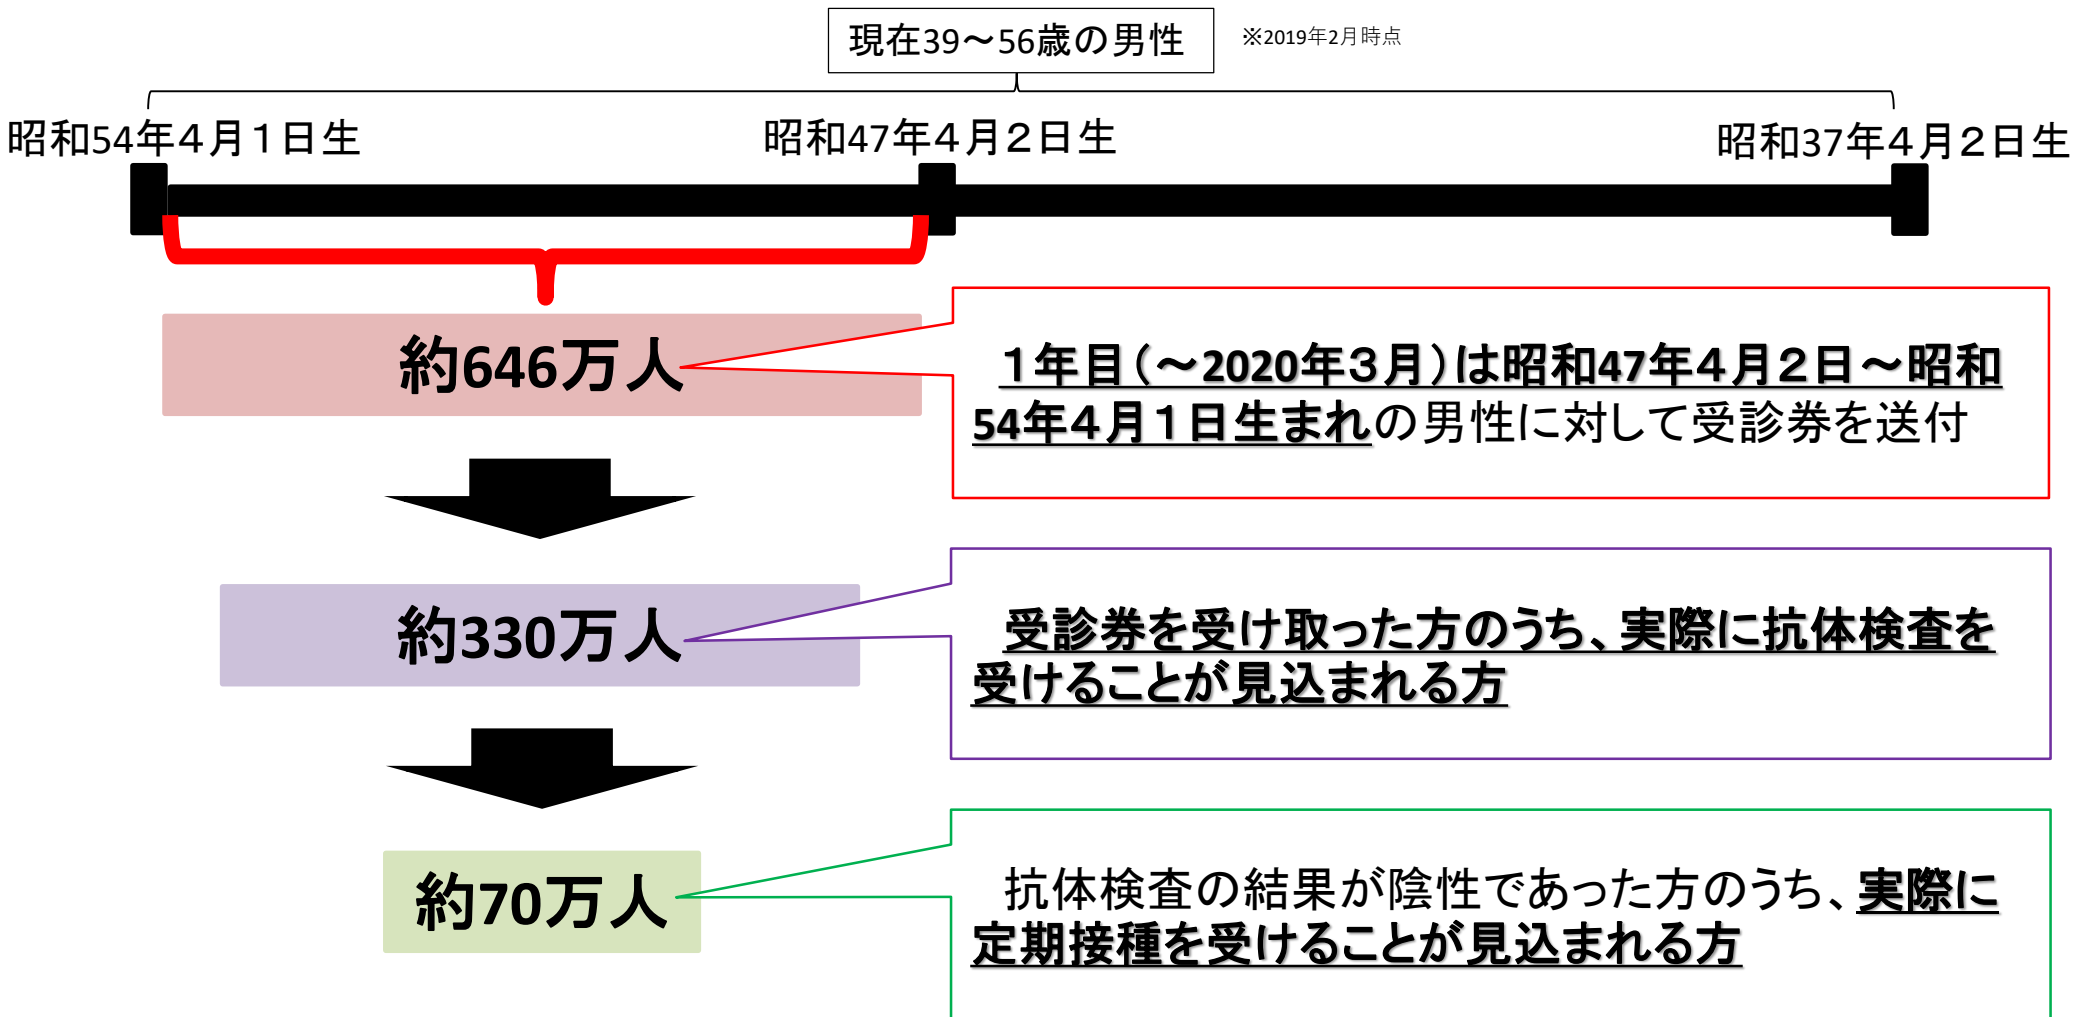 現在39～56歳の男性
※2019年2月時点
昭和54年４月１日生
昭和47年４月２日生
昭和37年４月２日生
約646万人
１年目（～2020年３月）は昭和47年４月２日～昭和
54年４月１日生まれの男性に対して受診券を送付
約330万人
受診券を受け取った方のうち、実際に抗体検査を
受けることが見込まれる方
約70万人
抗体検査の結果が陰性であった方のうち、実際に
定期接種を受けることが見込まれる方